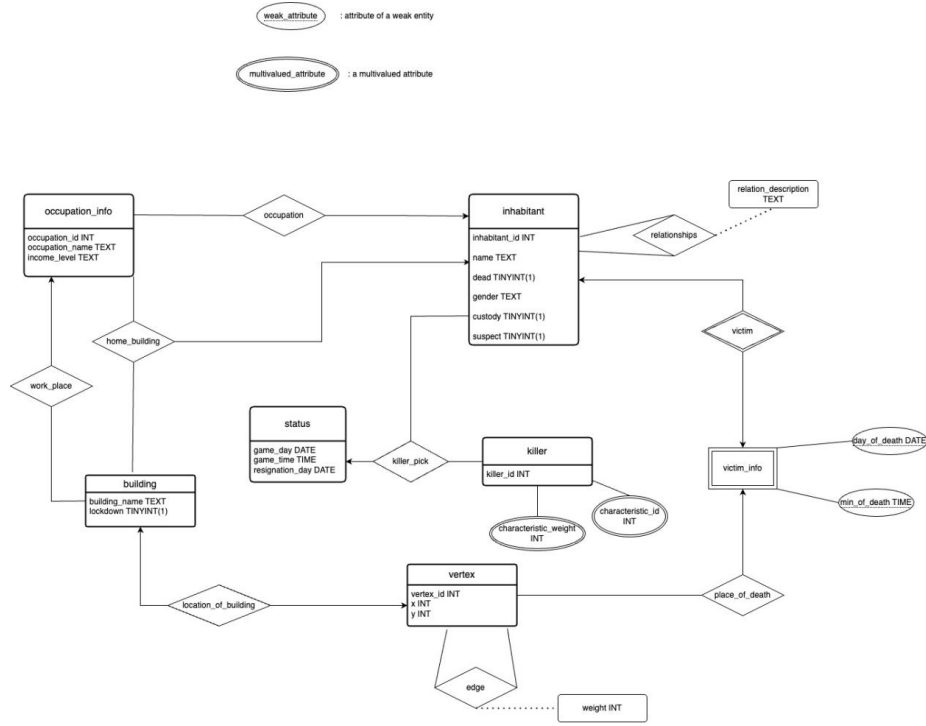 weak_attribute : attribute of a weak entity
multivalued_attribute : a multivalued attribute
occupation_info
occupation_id INT
occupation_name TEXT
income_level TEXT
occupation
inhabitant
inhabitant_id INT
name TEXT
dead TINYINT(1)
gender TEXT
custody TINYINT(1)
suspect TINYINT(1)
relation_description
TEXT
relationships
home_building
victim
work_place
status
game_day DATE
game_time TIME
resignation_day DATE
killer_pick
killer
killer_id INT
characteristic_weight
INT
characteristic_id
INT
victim_info
day_of_death DATE
min_of_death TIME
building
building_name TEXT
lockdown TINYINT(1)
location_of_building
vertex
vertex_id INT
x INT
y INT
place_of_death
edge
weight INT